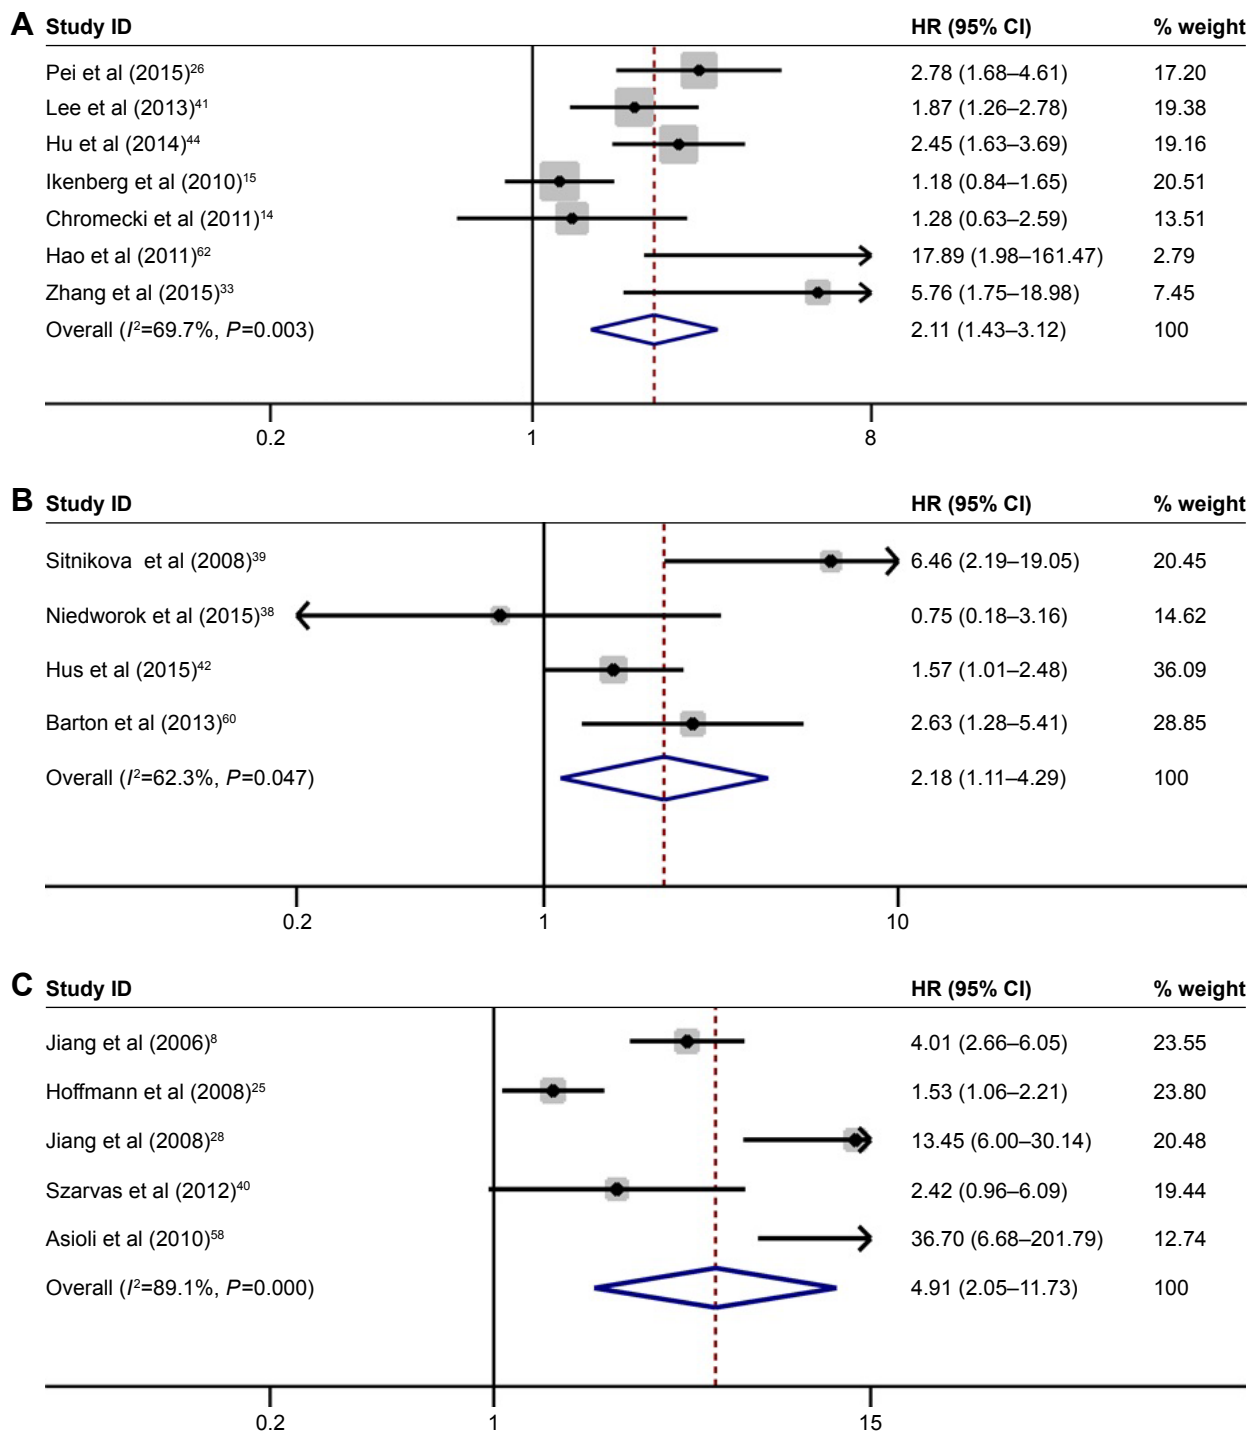 A Study ID HR (95% CI) % weight
Pei et al (2015)26 2.78 (1.68–4.61) 17.20
Lee et al (2013)41 1.87 (1.26–2.78) 19.38
Hu et al (2014)44 2.45 (1.63–3.69) 19.16
Ikenberg et al (2010)15 1.18 (0.84–1.65) 20.51
Chromecki et al (2011)14 1.28 (0.63–2.59) 13.51
Hao et al (2011)62 17.89 (1.98–161.47) 2.79
Zhang et al (2015)33 5.76 (1.75–18.98) 7.45
Overall (I2=69.7%, P=0.003) 2.11 (1.43–3.12) 100
0.2 1 8
B Study ID HR (95% CI) % weight
Sitnikova et al (2008)39 6.46 (2.19–19.05) 20.45
Niedworok et al (2015)38 0.75 (0.18–3.16) 14.62
Hus et al (2015)42 1.57 (1.01–2.48) 36.09
Barton et al (2013)60 2.63 (1.28–5.41) 28.85
Overall (I2=62.3%, P=0.047) 2.18 (1.11–4.29) 100
0.2 1 10
C Study ID HR (95% CI) % weight
Jiang et al (2006)8 4.01 (2.66–6.05) 23.55
Hoffmann et al (2008)25 1.53 (1.06–2.21) 23.80
Jiang et al (2008)28 13.45 (6.00–30.14) 20.48
Szarvas et al (2012)40 2.42 (0.96–6.09) 19.44
Asioli et al (2010)58 36.70 (6.68–201.79) 12.74
Overall (I2=89.1%, P=0.000) 4.91 (2.05–11.73) 100
0.2 1 15